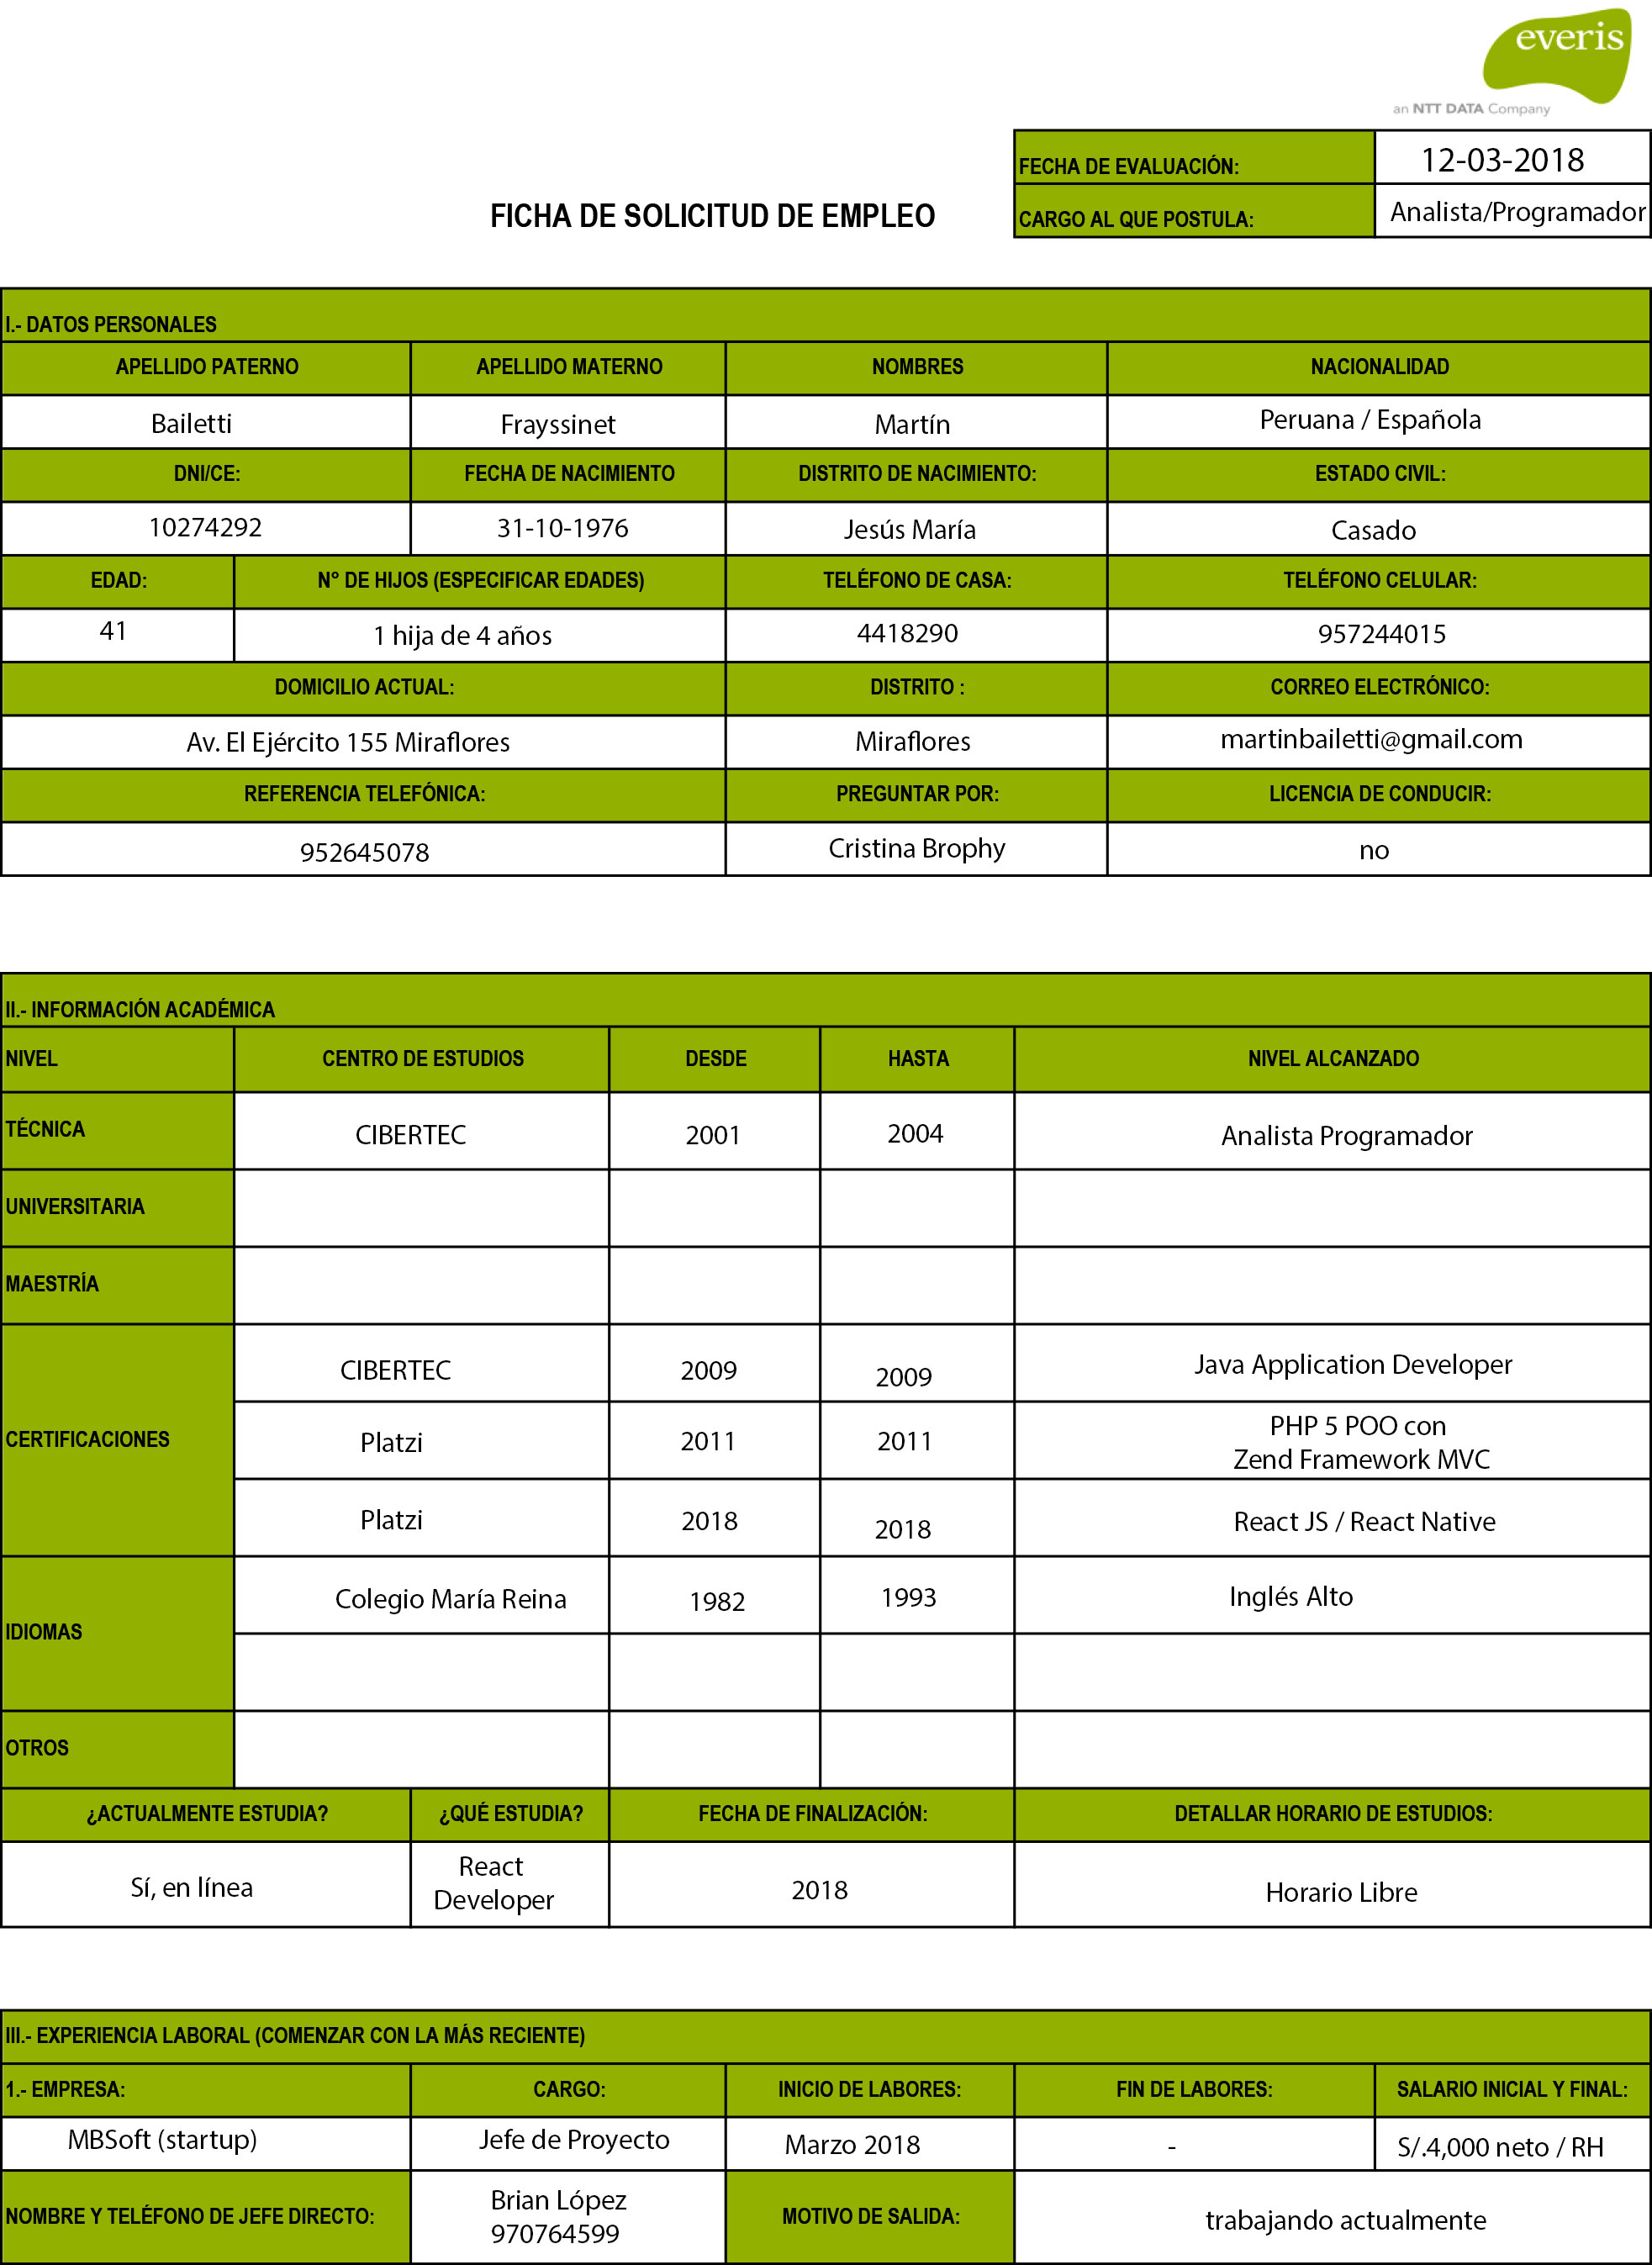 everis
an NTT DATA Company
FECHA DE EVALUACIÓN: 12-03-2018
FICHA DE SOLICITUD DE EMPLEO
CARGO AL QUE POSTULA: Analista/Programador
I.- DATOS PERSONALES
APELLIDO PATERNO APELLIDO MATERNO NOMBRES NACIONALIDAD
Bailetti Frayssinet Martín Peruana / Española
DNI/CE: FECHA DE NACIMIENTO DISTRITO DE NACIMIENTO: ESTADO CIVIL:
10274292 31-10-1976 Jesús María Casado
EDAD: N° DE HIJOS (ESPECIFICAR EDADES) TELÉFONO DE CASA: TELÉFONO CELULAR:
41 1 hija de 4 años 4418290 957244015
DOMICILIO ACTUAL: DISTRITO : CORREO ELECTRÓNICO:
Av. El Ejército 155 Miraflores Miraflores martinbailetti@gmail.com
REFERENCIA TELEFÓNICA: PREGUNTAR POR: LICENCIA DE CONDUCIR:
952645078 Cristina Brophy no
II.- INFORMACIÓN ACADÉMICA
NIVEL CENTRO DE ESTUDIOS DESDE HASTA NIVEL ALCANZADO
TÉCNICA CIBERTEC 2001 2004 Analista Programador
UNIVERSITARIA
MAESTRÍA
CERTIFICACIONES
CIBERTEC 2009 2009 Java Application Developer
Platzi 2011 2011 PHP 5 POO con
Zend Framework MVC
Platzi 2018 2018 React JS / React Native
IDIOMAS
Colegio María Reina 1982 1993 Inglés Alto
OTROS
¿ACTUALMENTE ESTUDIA? ¿QUÉ ESTUDIA? FECHA DE FINALIZACIÓN: DETALLAR HORARIO DE ESTUDIOS:
Sí, en línea React
Developer 2018 Horario Libre
III.- EXPERIENCIA LABORAL (COMENZAR CON LA MÁS RECIENTE)
1.- EMPRESA: CARGO: INICIO DE LABORES: FIN DE LABORES: SALARIO INICIAL Y FINAL:
MBSoft (startup) Jefe de Proyecto Marzo 2018 - S/.4,000 neto / RH
NOMBRE Y TELÉFONO DE JEFE DIRECTO: Brian López
970764599 MOTIVO DE SALIDA: trabajando actualmente